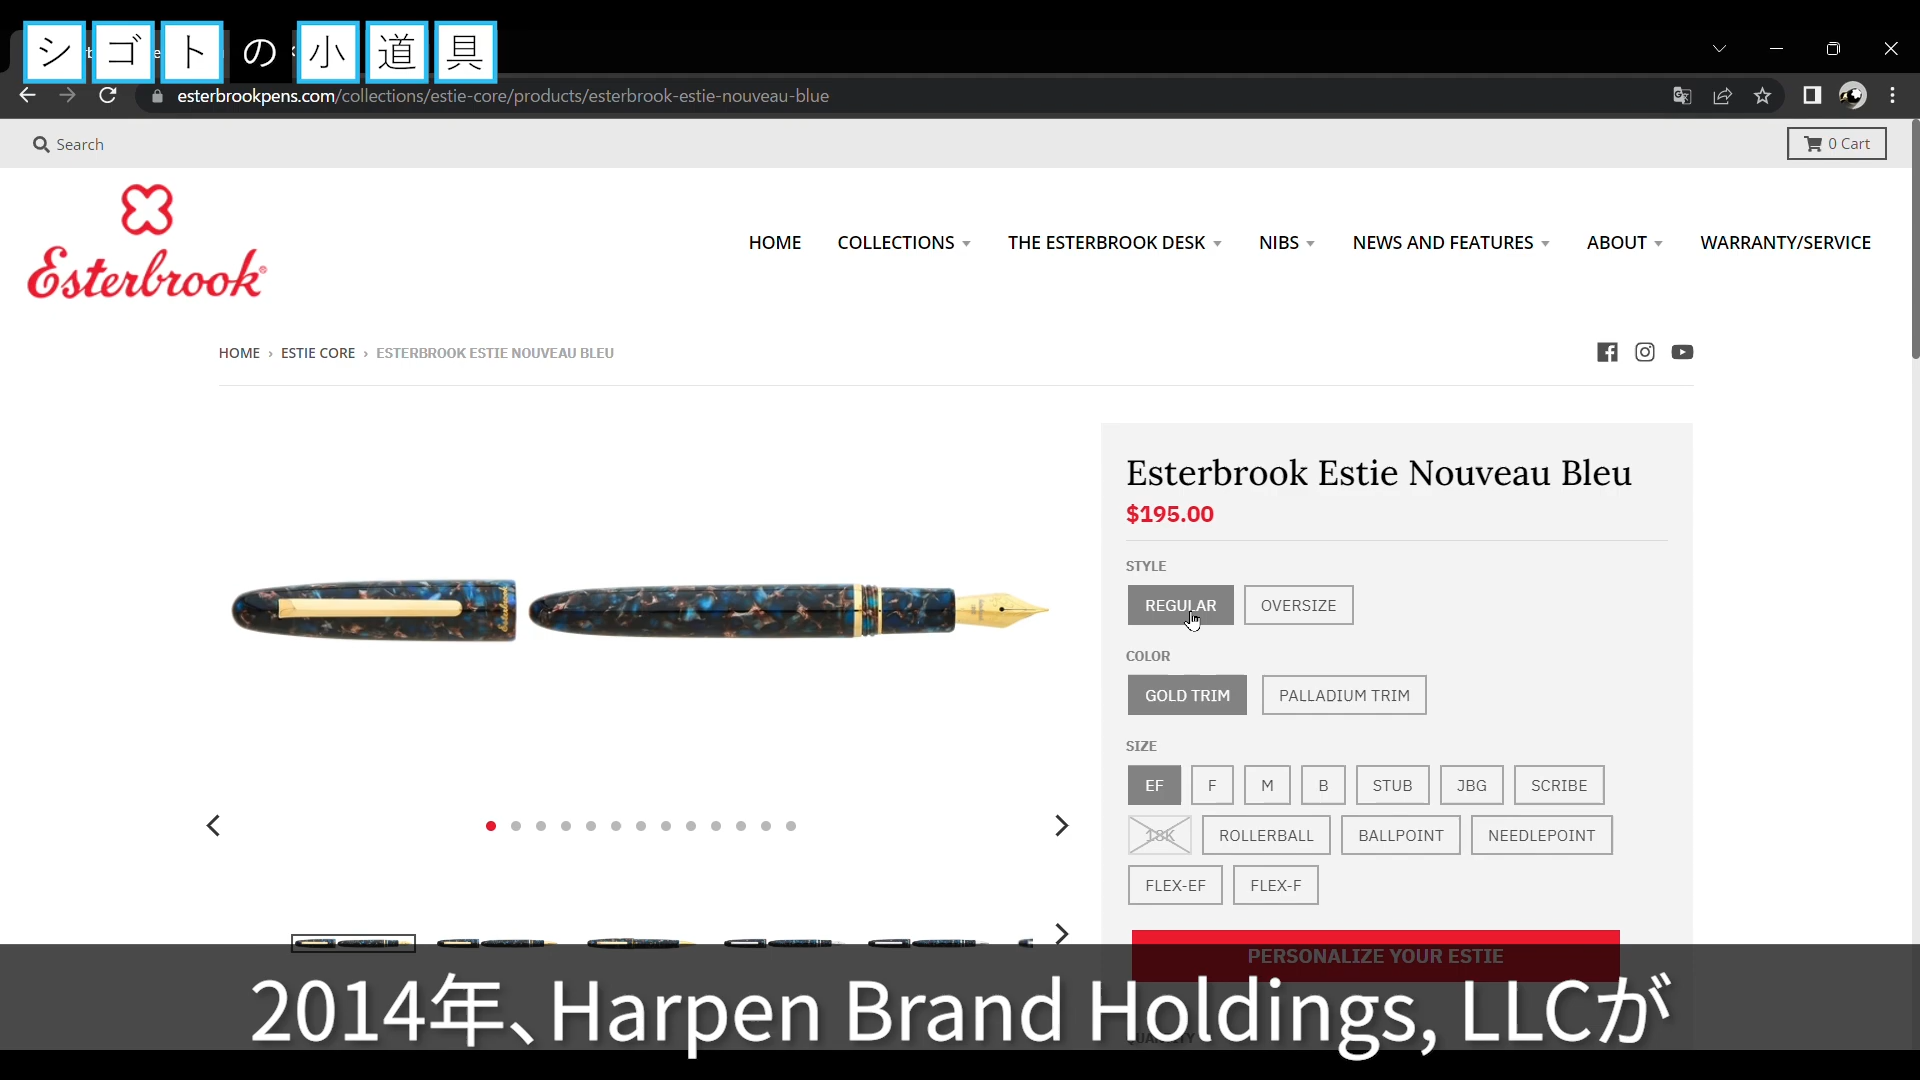 シゴトの小道具
esterbrookpens.com/collections/estie-core/products/esterbrook-estie-nouveau-blue
Search
0 Cart
Esterbrook®
HOME COLLECTIONS THE ESTERBROOK DESK NIBS NEWS AND FEATURES ABOUT WARRANTY/SERVICE
HOME › ESTIE CORE › ESTERBROOK ESTIE NOUVEAU BLEU
Esterbrook Estie Nouveau Bleu
$195.00
STYLE
REGULAR OVERSIZE
COLOR
GOLD TRIM PALLADIUM TRIM
SIZE
EF F M B STUB JBG SCRIBE
18K ROLLERBALL BALLPOINT NEEDLEPOINT
FLEX-EF FLEX-F
PERSONALIZE YOUR ESTIE
2014年、Harpen Brand Holdings, LLCが
QUANTITY